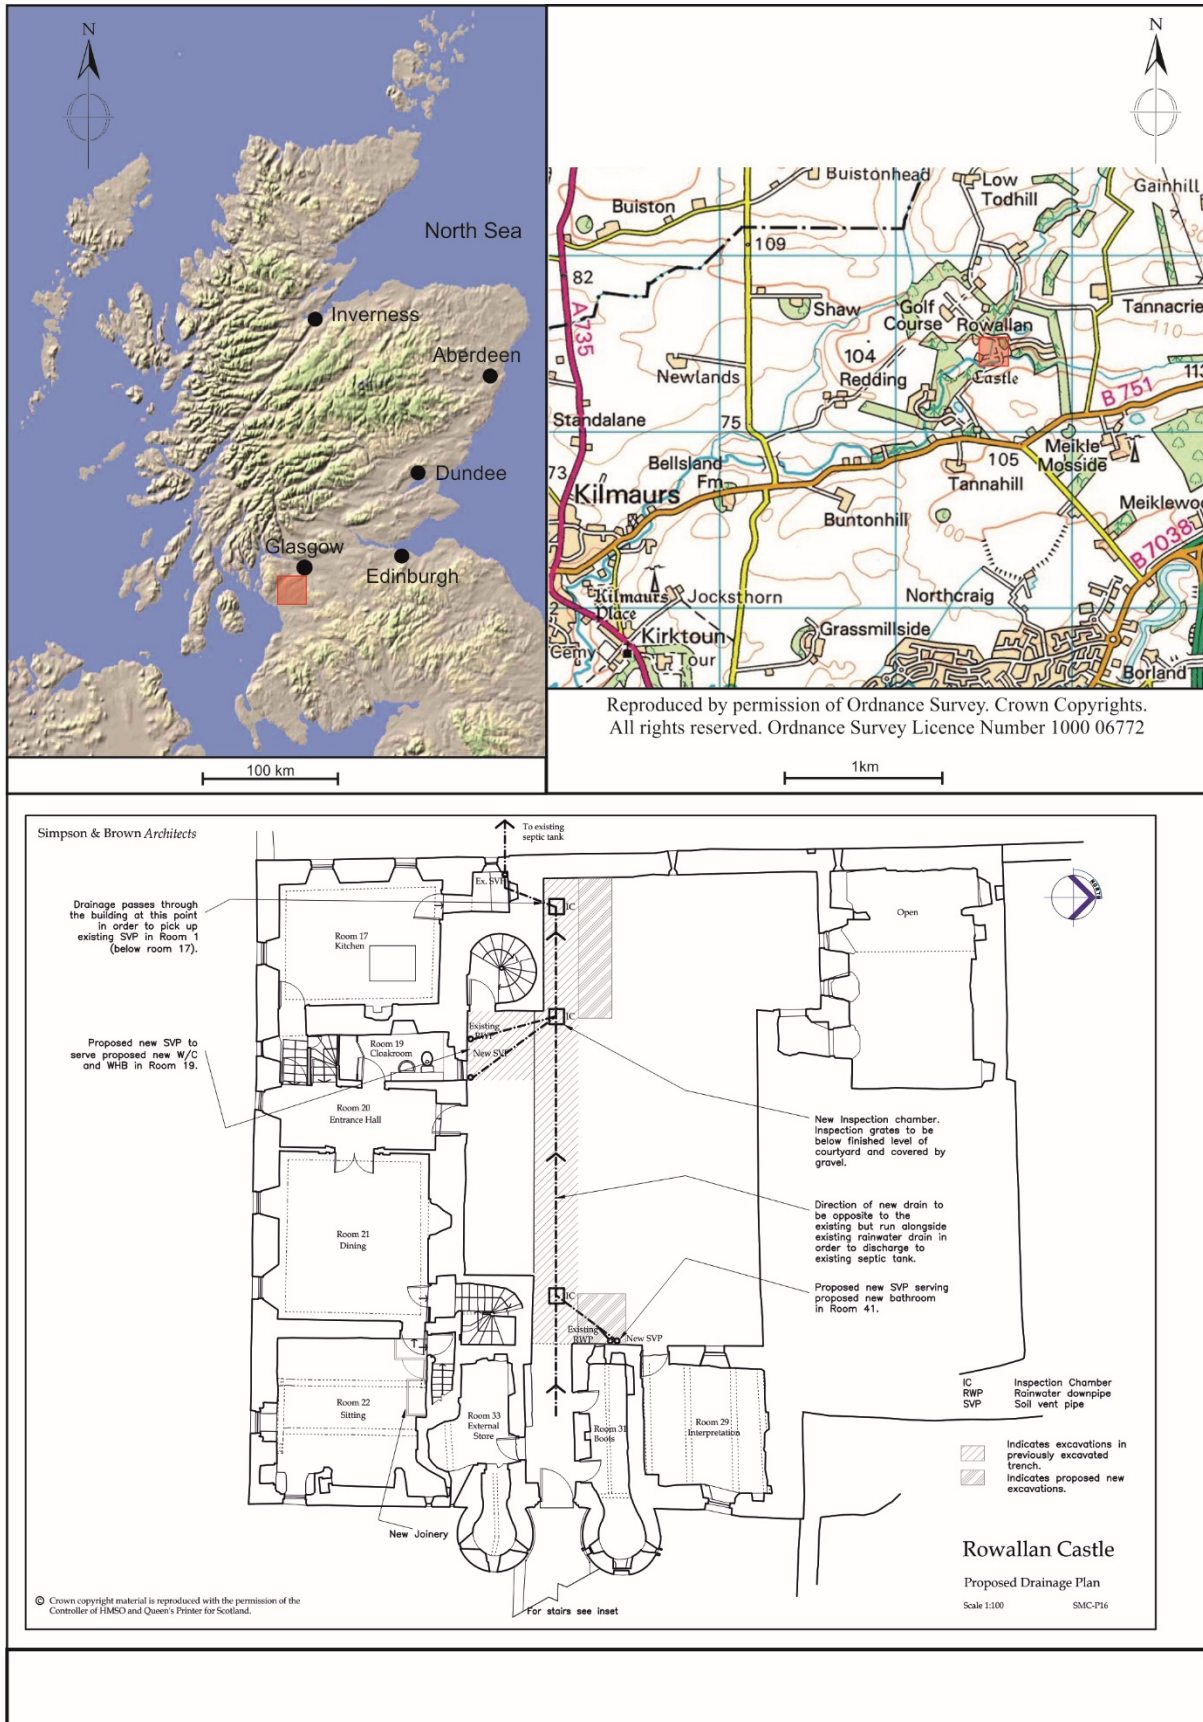 N
North Sea
Inverness
Aberdeen
Dundee
Glasgow
Edinburgh
100 km
N
Buistonhead
Low
Todhill
Gainhill
Buiston
109
130
82
A 735
Shaw
Golf
Course
Rowallan
Tannacrie
110
104
Castle
Newlands
Redding
113
B 751
Standalane
75
Meikle
Mosside
73
Bellsland
Fm
105
Tannahill
Kilmaurs
Buntonhill
Meiklewoo
100
B 7038
Northcraig
Kilmaurs
Place
Jocksthorn
2
Grassmillside
Kirktoun
Cemy
Tour
Borland
Reproduced by permission of Ordnance Survey. Crown Copyrights.
All rights reserved. Ordnance Survey Licence Number 1000 06772
1km
Simpson & Brown Architects
To existing
septic tank
NORTH
Drainage passes through
the building at this point
in order to pick up
existing SVP in Room 1
(below room 17).
Ex. SVP
IC
Open
Room 17
Kitchen
Proposed new SVP to
serve proposed new W/C
and WHB in Room 19.
Existing
RWP
IC
New SVP
Room 19
Cloakroom
Room 20
Entrance Hall
New Inspection chamber.
Inspection grates to be
below finished level of
courtyard and covered by
gravel.
Room 21
Dining
Direction of new drain to
be opposite to the
existing but run alongside
existing rainwater drain in
order to discharge to
existing septic tank.
IC
Proposed new SVP serving
proposed new bathroom
in Room 41.
Existing
RWP
New SVP
T
Room 22
Sitting
Room 33
External
Store
Room 31
Boots
Room 29
Interpretation
IC Inspection Chamber
RWP Rainwater downpipe
SVP Soil vent pipe
Indicates excavations in
previously excavated
trench.
Indicates proposed new
excavations.
New Joinery
Rowallan Castle
Proposed Drainage Plan
Scale 1:100 SMC-P16
© Crown copyright material is reproduced with the permission of the
Controller of HMSO and Queen's Printer for Scotland.
For stairs see inset